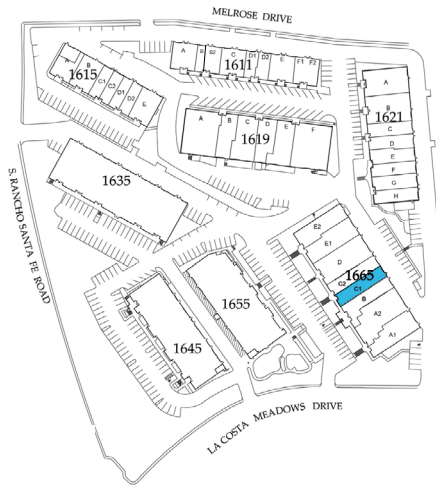 MELROSE DRIVE
A B B2 C D1 D2 E F1 F2
1611
A B C1 C2 D1 D2 E
1615
A B C D E F
1619
A B C D E F G H
1621
1635
S. RANCHO SANTA FE ROAD
E2 E1 D C2 C1 B A2 A1
1665
1655
1645
LA COSTA MEADOWS DRIVE